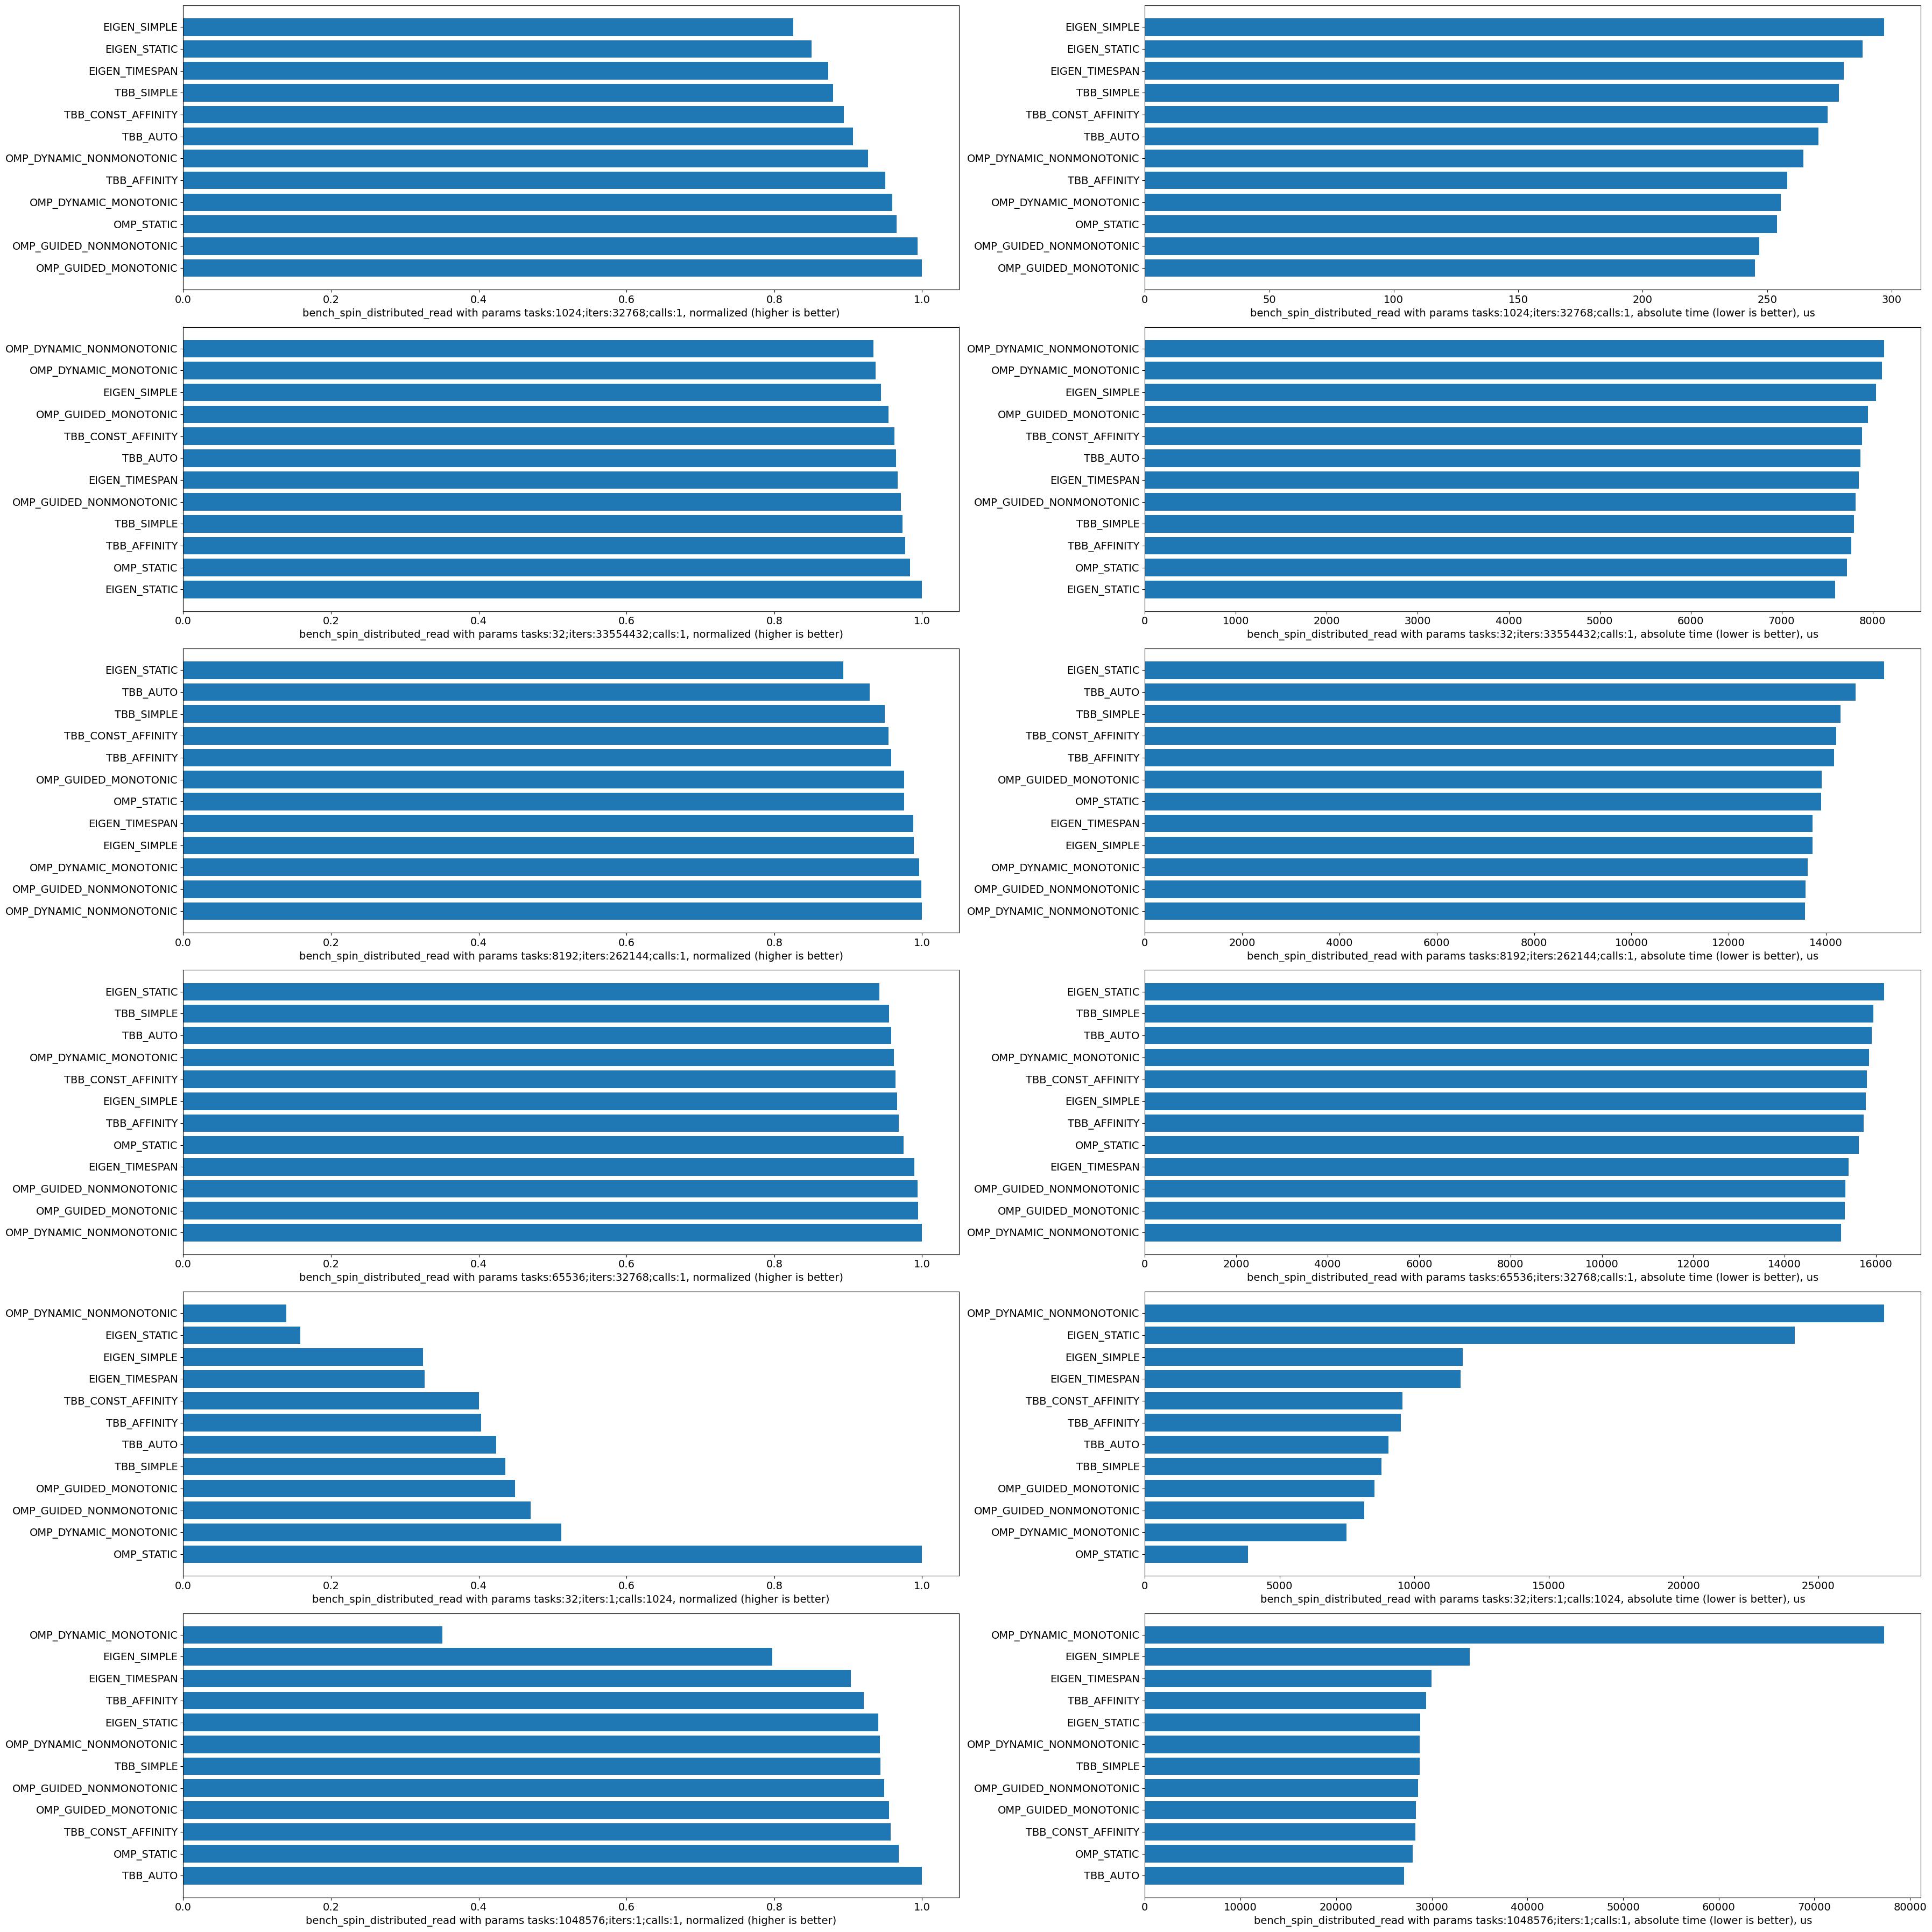 EIGEN_SIMPLE
EIGEN_STATIC
EIGEN_TIMESPAN
TBB_SIMPLE
TBB_CONST_AFFINITY
TBB_AUTO
OMP_DYNAMIC_NONMONOTONIC
TBB_AFFINITY
OMP_DYNAMIC_MONOTONIC
OMP_STATIC
OMP_GUIDED_NONMONOTONIC
OMP_GUIDED_MONOTONIC
0.0 0.2 0.4 0.6 0.8 1.0
bench_spin_distributed_read with params tasks:1024;iters:32768;calls:1, normalized (higher is better)
EIGEN_SIMPLE
EIGEN_STATIC
EIGEN_TIMESPAN
TBB_SIMPLE
TBB_CONST_AFFINITY
TBB_AUTO
OMP_DYNAMIC_NONMONOTONIC
TBB_AFFINITY
OMP_DYNAMIC_MONOTONIC
OMP_STATIC
OMP_GUIDED_NONMONOTONIC
OMP_GUIDED_MONOTONIC
0 50 100 150 200 250 300
bench_spin_distributed_read with params tasks:1024;iters:32768;calls:1, absolute time (lower is better), us
OMP_DYNAMIC_NONMONOTONIC
OMP_DYNAMIC_MONOTONIC
EIGEN_SIMPLE
OMP_GUIDED_MONOTONIC
TBB_CONST_AFFINITY
TBB_AUTO
EIGEN_TIMESPAN
OMP_GUIDED_NONMONOTONIC
TBB_SIMPLE
TBB_AFFINITY
OMP_STATIC
EIGEN_STATIC
0.0 0.2 0.4 0.6 0.8 1.0
bench_spin_distributed_read with params tasks:32;iters:33554432;calls:1, normalized (higher is better)
OMP_DYNAMIC_NONMONOTONIC
OMP_DYNAMIC_MONOTONIC
EIGEN_SIMPLE
OMP_GUIDED_MONOTONIC
TBB_CONST_AFFINITY
TBB_AUTO
EIGEN_TIMESPAN
OMP_GUIDED_NONMONOTONIC
TBB_SIMPLE
TBB_AFFINITY
OMP_STATIC
EIGEN_STATIC
0 1000 2000 3000 4000 5000 6000 7000 8000
bench_spin_distributed_read with params tasks:32;iters:33554432;calls:1, absolute time (lower is better), us
EIGEN_STATIC
TBB_AUTO
TBB_SIMPLE
TBB_CONST_AFFINITY
TBB_AFFINITY
OMP_GUIDED_MONOTONIC
OMP_STATIC
EIGEN_TIMESPAN
EIGEN_SIMPLE
OMP_DYNAMIC_MONOTONIC
OMP_GUIDED_NONMONOTONIC
OMP_DYNAMIC_NONMONOTONIC
0.0 0.2 0.4 0.6 0.8 1.0
bench_spin_distributed_read with params tasks:8192;iters:262144;calls:1, normalized (higher is better)
EIGEN_STATIC
TBB_AUTO
TBB_SIMPLE
TBB_CONST_AFFINITY
TBB_AFFINITY
OMP_GUIDED_MONOTONIC
OMP_STATIC
EIGEN_TIMESPAN
EIGEN_SIMPLE
OMP_DYNAMIC_MONOTONIC
OMP_GUIDED_NONMONOTONIC
OMP_DYNAMIC_NONMONOTONIC
0 2000 4000 6000 8000 10000 12000 14000
bench_spin_distributed_read with params tasks:8192;iters:262144;calls:1, absolute time (lower is better), us
EIGEN_STATIC
TBB_SIMPLE
TBB_AUTO
OMP_DYNAMIC_MONOTONIC
TBB_CONST_AFFINITY
EIGEN_SIMPLE
TBB_AFFINITY
OMP_STATIC
EIGEN_TIMESPAN
OMP_GUIDED_NONMONOTONIC
OMP_GUIDED_MONOTONIC
OMP_DYNAMIC_NONMONOTONIC
0.0 0.2 0.4 0.6 0.8 1.0
bench_spin_distributed_read with params tasks:65536;iters:32768;calls:1, normalized (higher is better)
EIGEN_STATIC
TBB_SIMPLE
TBB_AUTO
OMP_DYNAMIC_MONOTONIC
TBB_CONST_AFFINITY
EIGEN_SIMPLE
TBB_AFFINITY
OMP_STATIC
EIGEN_TIMESPAN
OMP_GUIDED_NONMONOTONIC
OMP_GUIDED_MONOTONIC
OMP_DYNAMIC_NONMONOTONIC
0 2000 4000 6000 8000 10000 12000 14000 16000
bench_spin_distributed_read with params tasks:65536;iters:32768;calls:1, absolute time (lower is better), us
OMP_DYNAMIC_NONMONOTONIC
EIGEN_STATIC
EIGEN_SIMPLE
EIGEN_TIMESPAN
TBB_CONST_AFFINITY
TBB_AFFINITY
TBB_AUTO
TBB_SIMPLE
OMP_GUIDED_MONOTONIC
OMP_GUIDED_NONMONOTONIC
OMP_DYNAMIC_MONOTONIC
OMP_STATIC
0.0 0.2 0.4 0.6 0.8 1.0
bench_spin_distributed_read with params tasks:32;iters:1;calls:1024, normalized (higher is better)
OMP_DYNAMIC_NONMONOTONIC
EIGEN_STATIC
EIGEN_SIMPLE
EIGEN_TIMESPAN
TBB_CONST_AFFINITY
TBB_AFFINITY
TBB_AUTO
TBB_SIMPLE
OMP_GUIDED_MONOTONIC
OMP_GUIDED_NONMONOTONIC
OMP_DYNAMIC_MONOTONIC
OMP_STATIC
0 5000 10000 15000 20000 25000
bench_spin_distributed_read with params tasks:32;iters:1;calls:1024, absolute time (lower is better), us
OMP_DYNAMIC_MONOTONIC
EIGEN_SIMPLE
EIGEN_TIMESPAN
TBB_AFFINITY
EIGEN_STATIC
OMP_DYNAMIC_NONMONOTONIC
TBB_SIMPLE
OMP_GUIDED_NONMONOTONIC
OMP_GUIDED_MONOTONIC
TBB_CONST_AFFINITY
OMP_STATIC
TBB_AUTO
0.0 0.2 0.4 0.6 0.8 1.0
bench_spin_distributed_read with params tasks:1048576;iters:1;calls:1, normalized (higher is better)
OMP_DYNAMIC_MONOTONIC
EIGEN_SIMPLE
EIGEN_TIMESPAN
TBB_AFFINITY
EIGEN_STATIC
OMP_DYNAMIC_NONMONOTONIC
TBB_SIMPLE
OMP_GUIDED_NONMONOTONIC
OMP_GUIDED_MONOTONIC
TBB_CONST_AFFINITY
OMP_STATIC
TBB_AUTO
0 10000 20000 30000 40000 50000 60000 70000 80000
bench_spin_distributed_read with params tasks:1048576;iters:1;calls:1, absolute time (lower is better), us